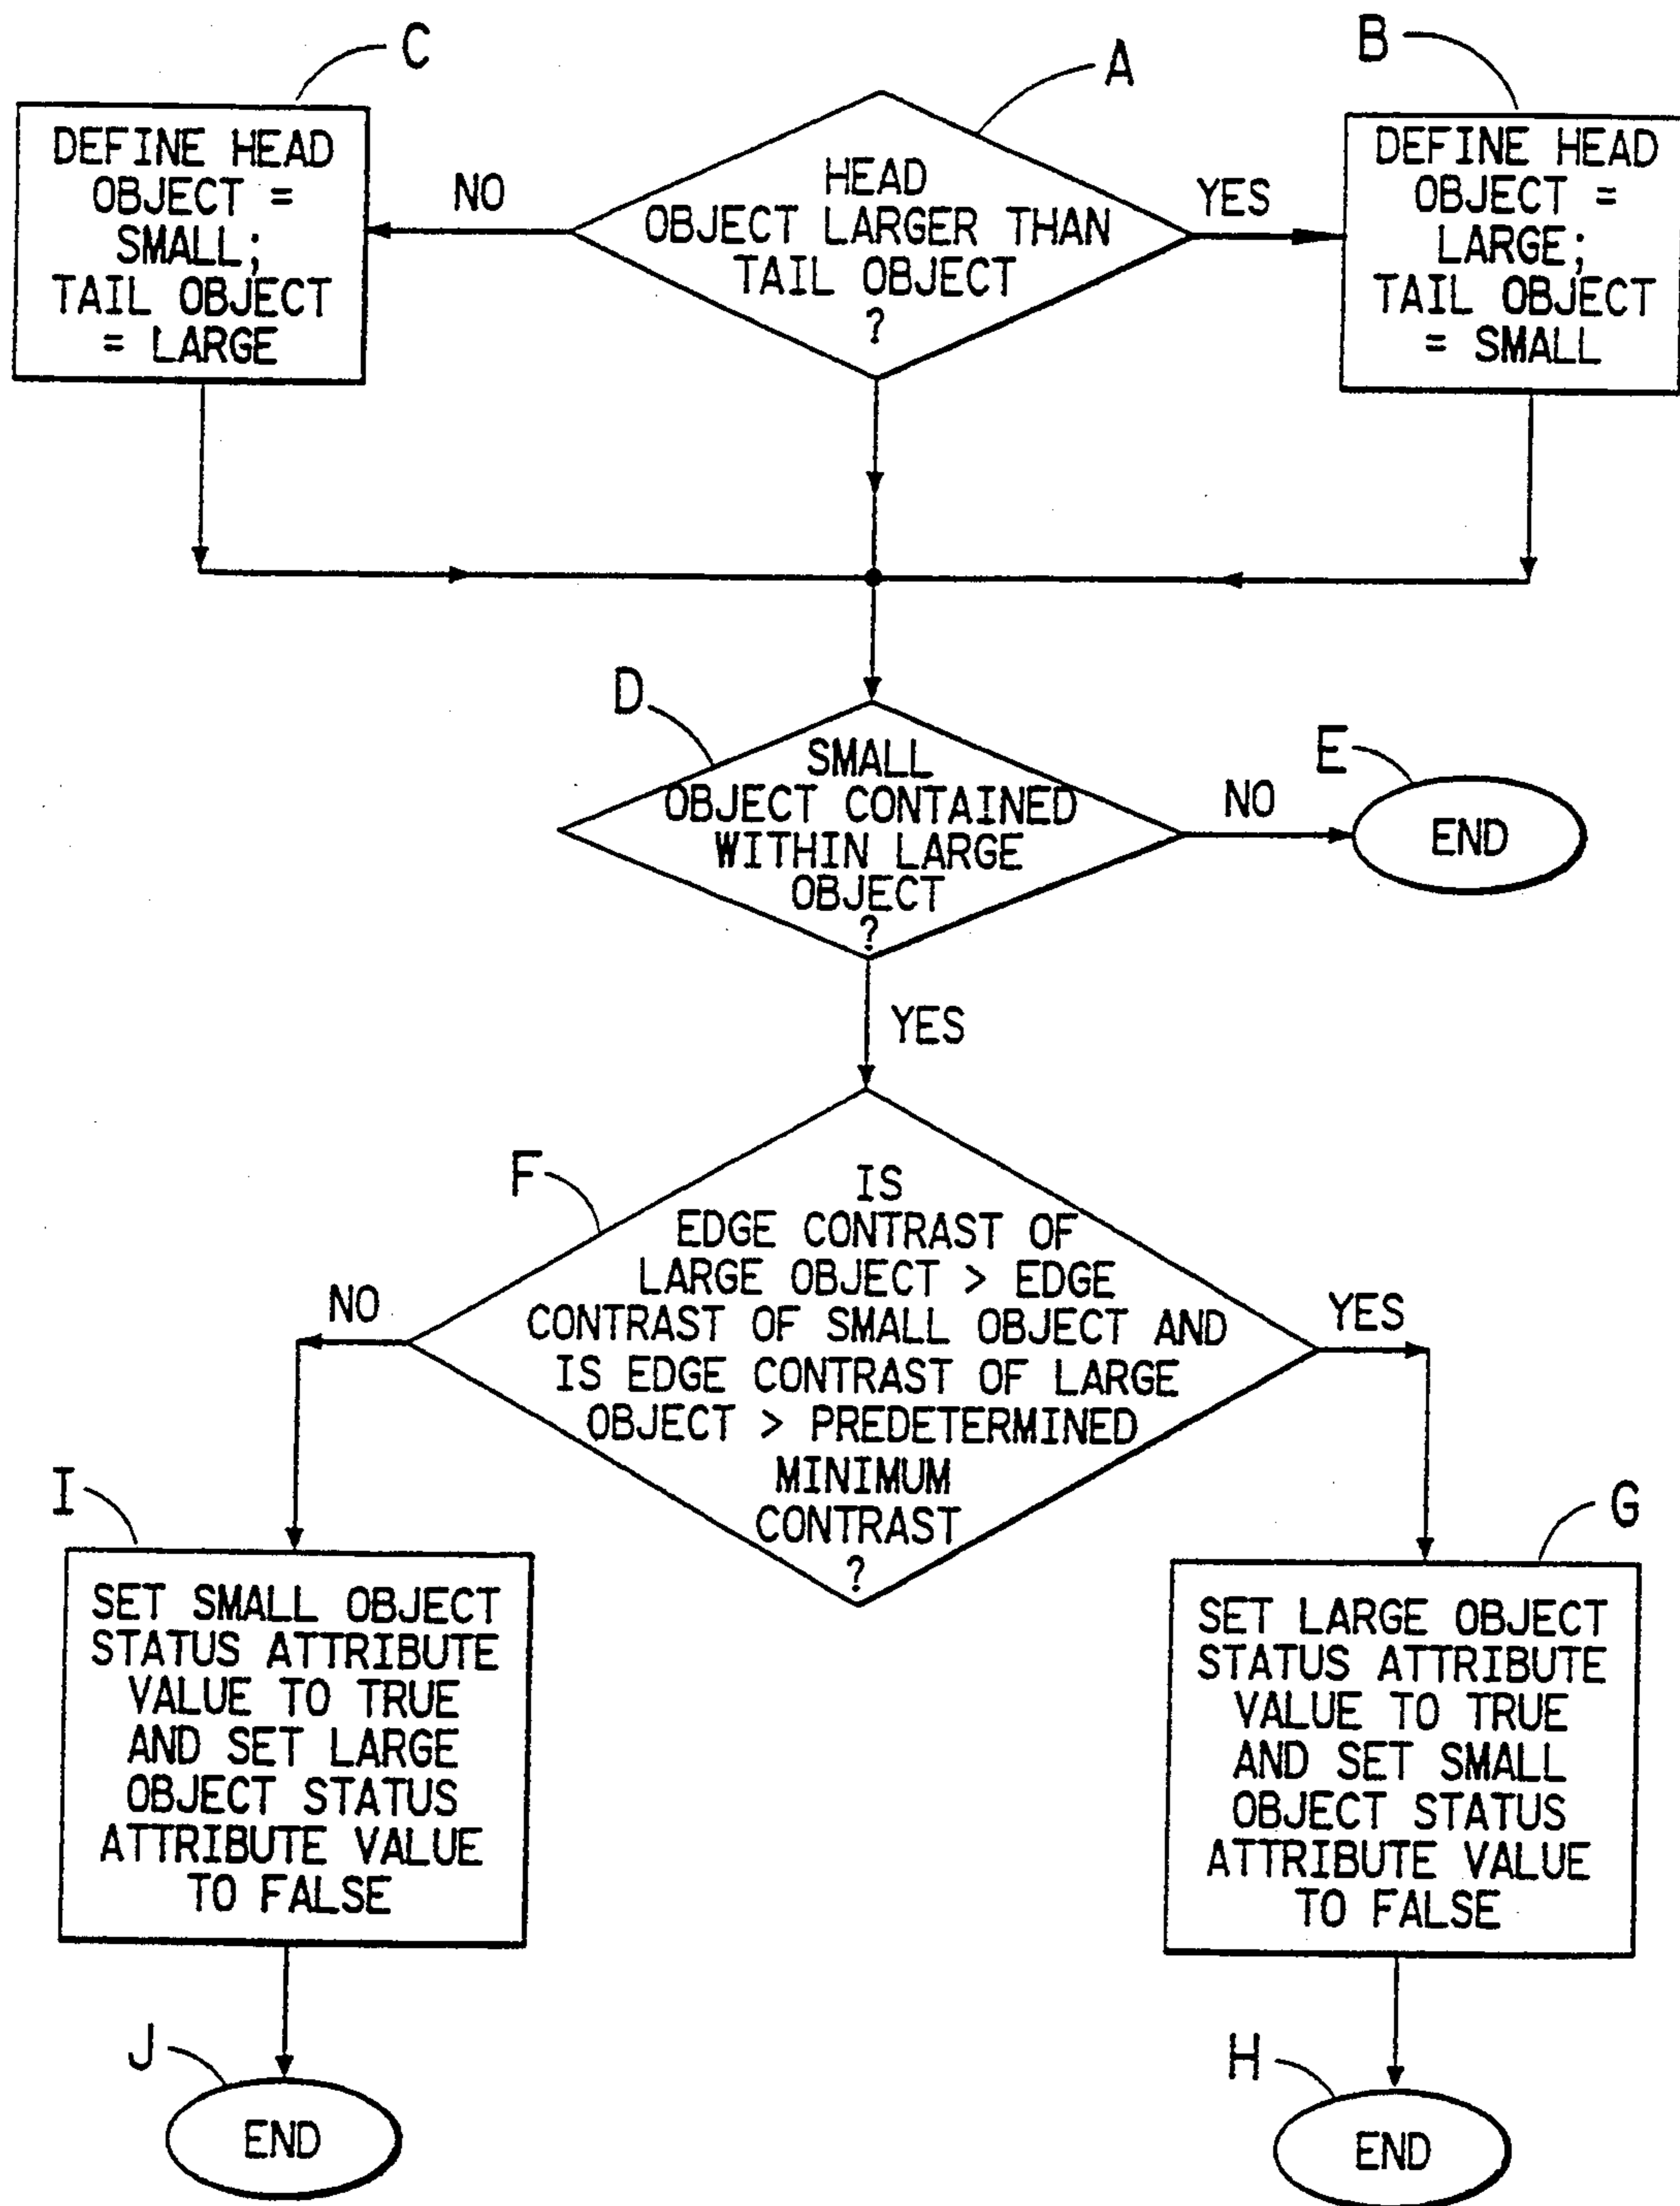 C
A
B
DEFINE HEAD
OBJECT =
SMALL;
TAIL OBJECT
= LARGE
NO
HEAD
OBJECT LARGER THAN
TAIL OBJECT
?
YES
DEFINE HEAD
OBJECT =
LARGE;
TAIL OBJECT
= SMALL
D
SMALL
OBJECT CONTAINED
WITHIN LARGE
OBJECT
?
NO
E
END
YES
F
IS
EDGE CONTRAST OF
LARGE OBJECT > EDGE
CONTRAST OF SMALL OBJECT AND
IS EDGE CONTRAST OF LARGE
OBJECT > PREDETERMINED
MINIMUM
CONTRAST
?
NO
YES
I
SET SMALL OBJECT
STATUS ATTRIBUTE
VALUE TO TRUE
AND SET LARGE
OBJECT STATUS
ATTRIBUTE VALUE
TO FALSE
G
SET LARGE OBJECT
STATUS ATTRIBUTE
VALUE TO TRUE
AND SET SMALL
OBJECT STATUS
ATTRIBUTE VALUE
TO FALSE
J
END
H
END